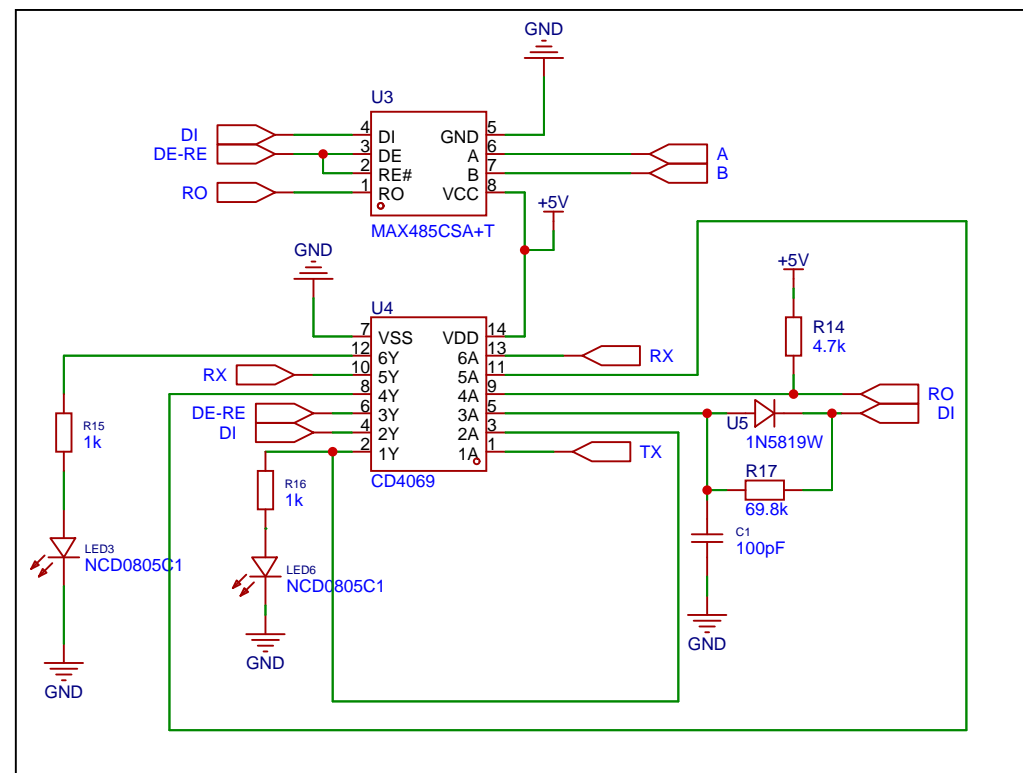 GND
U3
DI 4 DI GND 5
DE-RE 3 DE A 6 A
2 RE# B 7 B
RO 1 RO VCC 8
MAX485CSA+T
+5V
GND
+5V
U4
R14
4.7k
7 VSS VDD 14
12 6Y 6A 13 RX
RX 10 5Y 5A 11
8 4Y 4A 9 RO
DE-RE 6 3Y 3A 5 DI
DI 4 2Y 2A 3
2 1Y 1A 1 TX
CD4069
U5
1N5819W
R15
1k
R16
1k
R17
69.8k
C1
100pF
LED3
NCD0805C1
LED6
NCD0805C1
GND
GND
GND